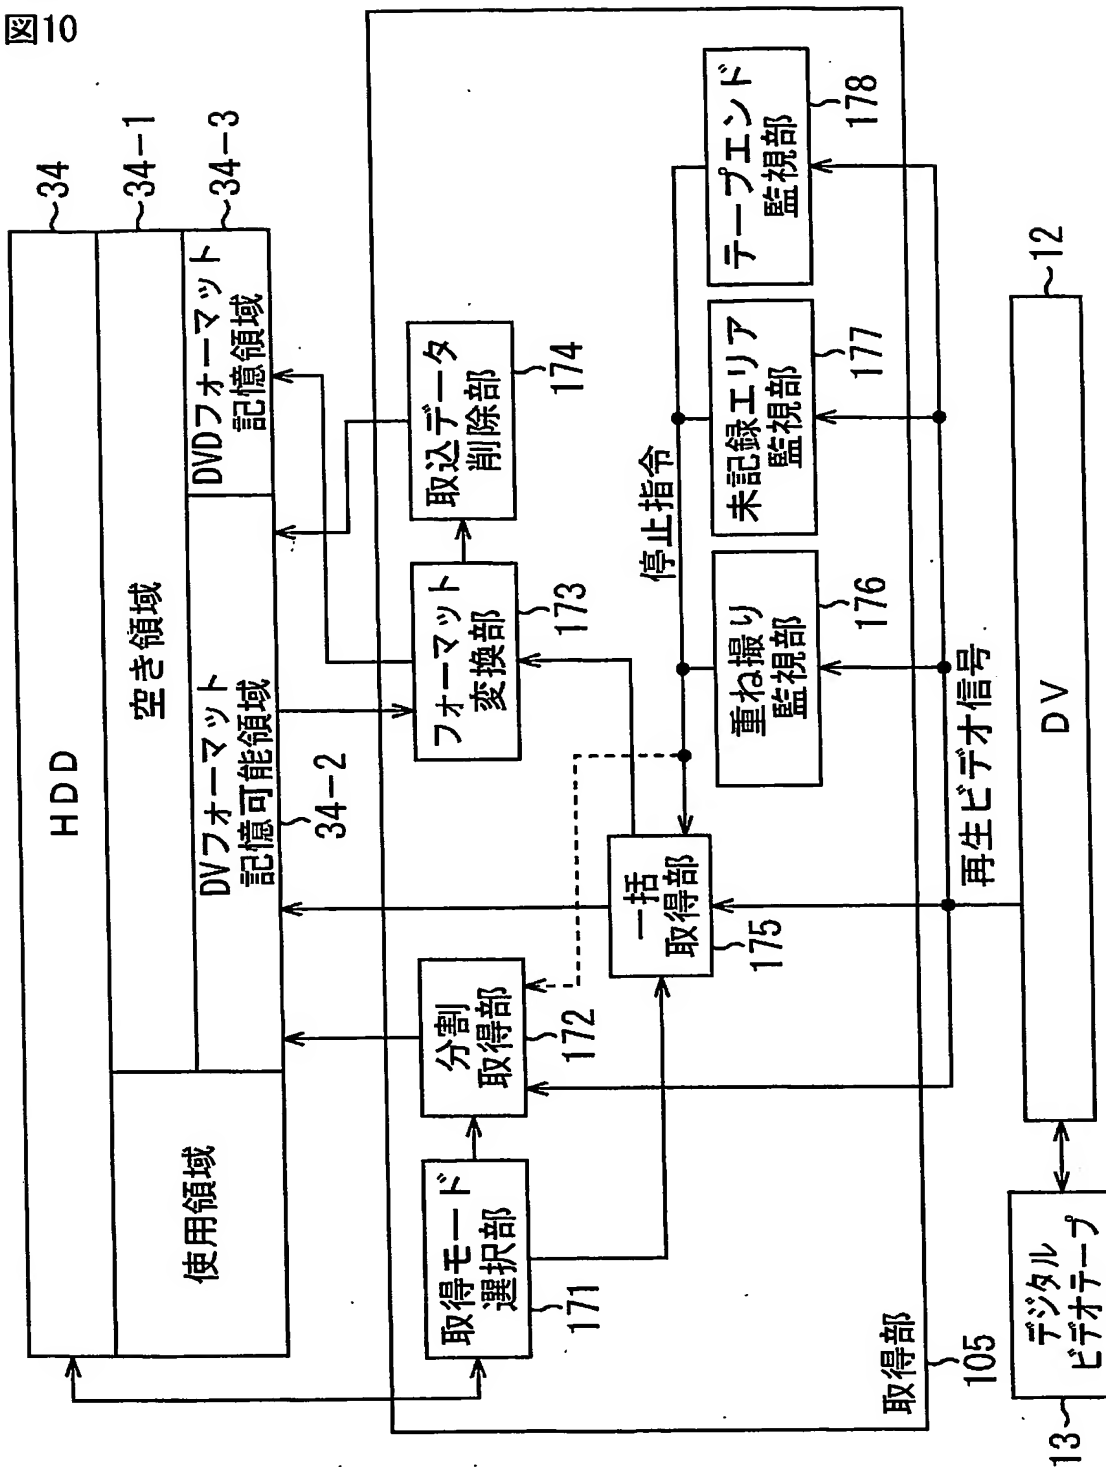 図10
HDD
34
使用領域
空き領域
34-1
DVフォーマット
記憶可能領域
34-2
DVDフォーマット
記憶領域
34-3
取得モード
選択部
171
分割
取得部
172
フォーマット
変換部
173
取込データ
削除部
174
一括
取得部
175
停止指令
重ね撮り
監視部
176
未記録エリア
監視部
177
テープエンド
監視部
178
取得部
105
再生ビデオ信号
デジタル
ビデオテープ
13
DV
12